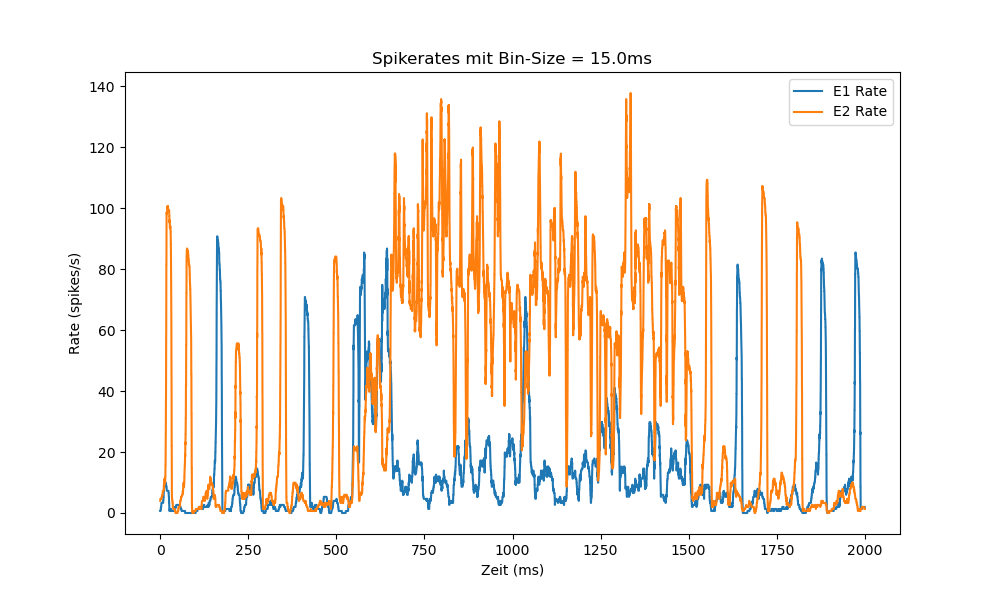 Spikerates mit Bin-Size = 15.0ms
E1 Rate
E2 Rate
140
120
100
80
60
40
20
0
Rate (spikes/s)
0 250 500 750 1000 1250 1500 1750 2000
Zeit (ms)